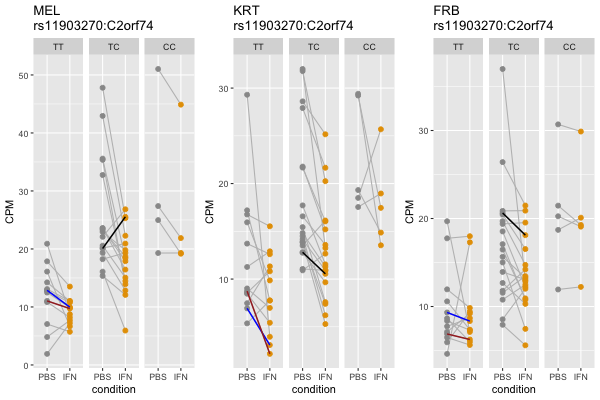 MEL
rs11903270:C2orf74
TT TC CC
50
40
30
20
10
0
CPM
PBS IFN PBS IFN PBS IFN
condition
KRT
rs11903270:C2orf74
TT TC CC
30
20
10
CPM
PBS IFN PBS IFN PBS IFN
condition
FRB
rs11903270:C2orf74
TT TC CC
30
20
10
CPM
PBS IFN PBS IFN PBS IFN
condition